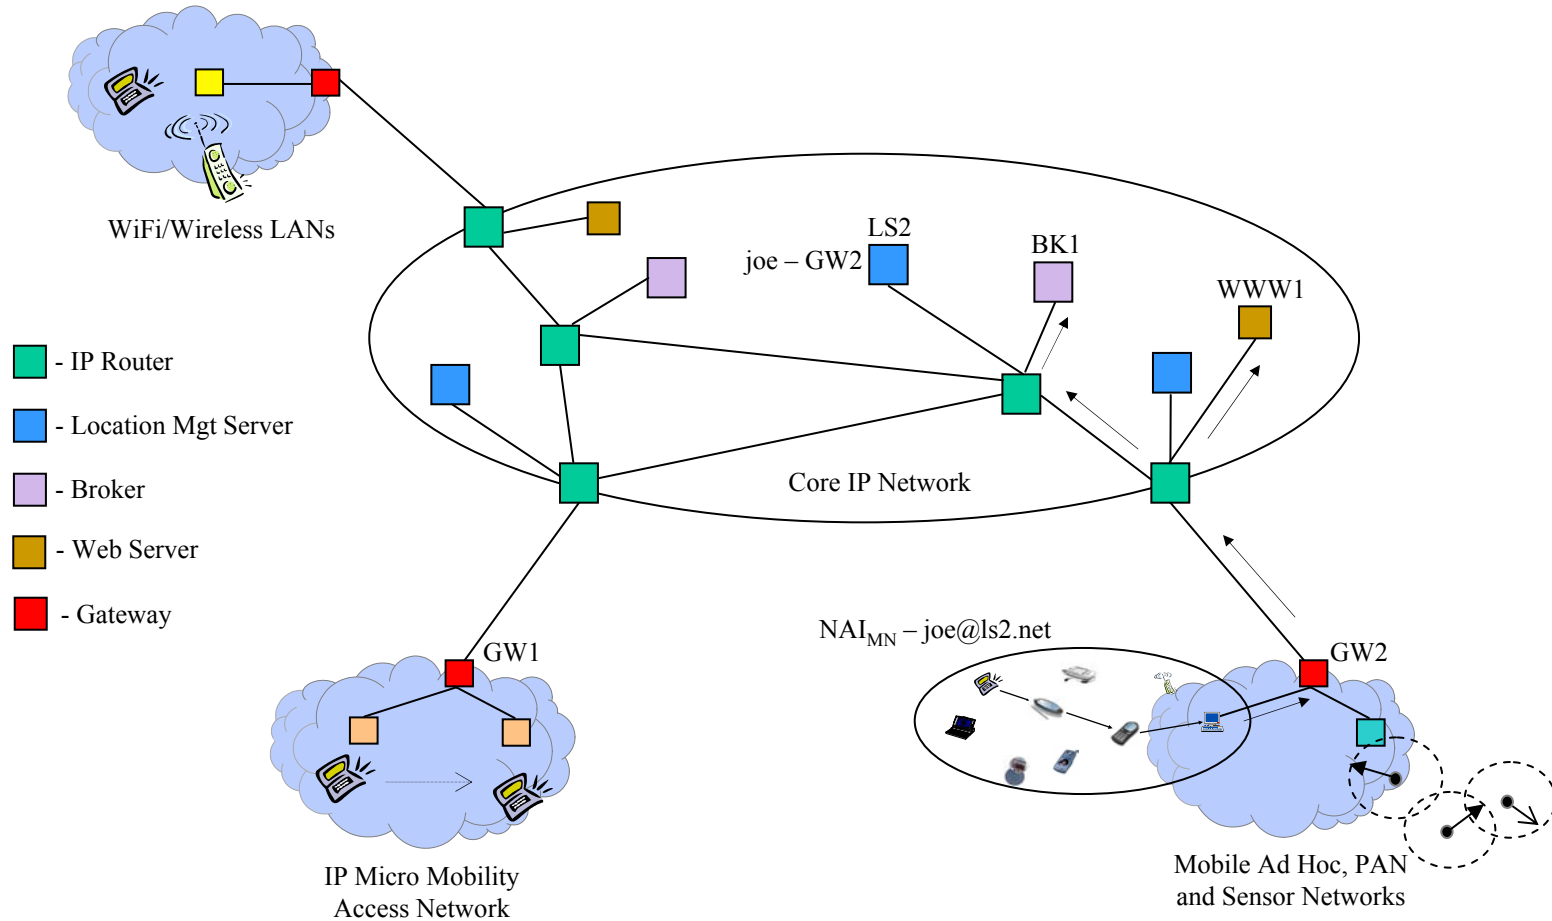 WiFi/Wireless LANs
LS2
joe – GW2
BK1
WWW1
- IP Router
- Location Mgt Server
- Broker
- Web Server
- Gateway
Core IP Network
NAIMN – joe@ls2.net
GW1
GW2
IP Micro Mobility
Access Network
Mobile Ad Hoc, PAN
and Sensor Networks